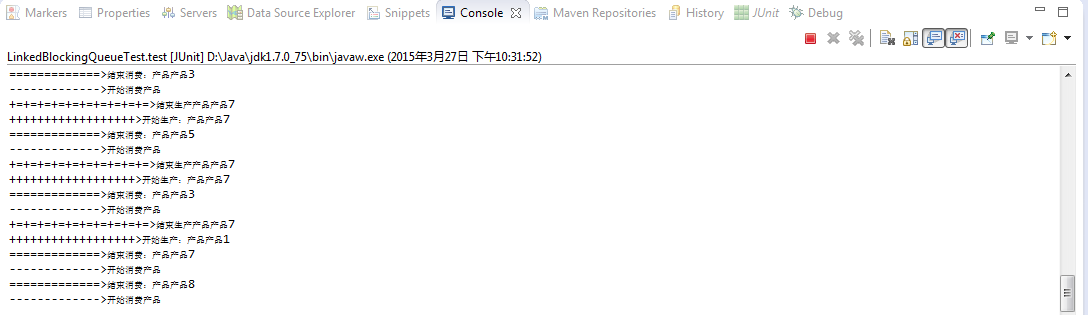 Markers Properties Servers Data Source Explorer Snippets Console Maven Repositories History JUnit Debug
LinkedBlockingQueueTest.test [JUnit] D:\Java\jdk1.7.0_75\bin\javaw.exe (2015年3月27日 下午10:31:52)
=============>结束消费：产品产品3
------------->开始消费产品
+=+=+=+=+=+=+=+=+=+=>结束生产产品产品7
++++++++++++++++++>开始生产：产品产品7
=============>结束消费：产品产品5
------------->开始消费产品
+=+=+=+=+=+=+=+=+=+=>结束生产产品产品7
++++++++++++++++++>开始生产：产品产品7
=============>结束消费：产品产品3
------------->开始消费产品
+=+=+=+=+=+=+=+=+=+=>结束生产产品产品7
++++++++++++++++++>开始生产：产品产品1
=============>结束消费：产品产品7
------------->开始消费产品
=============>结束消费：产品产品8
------------->开始消费产品